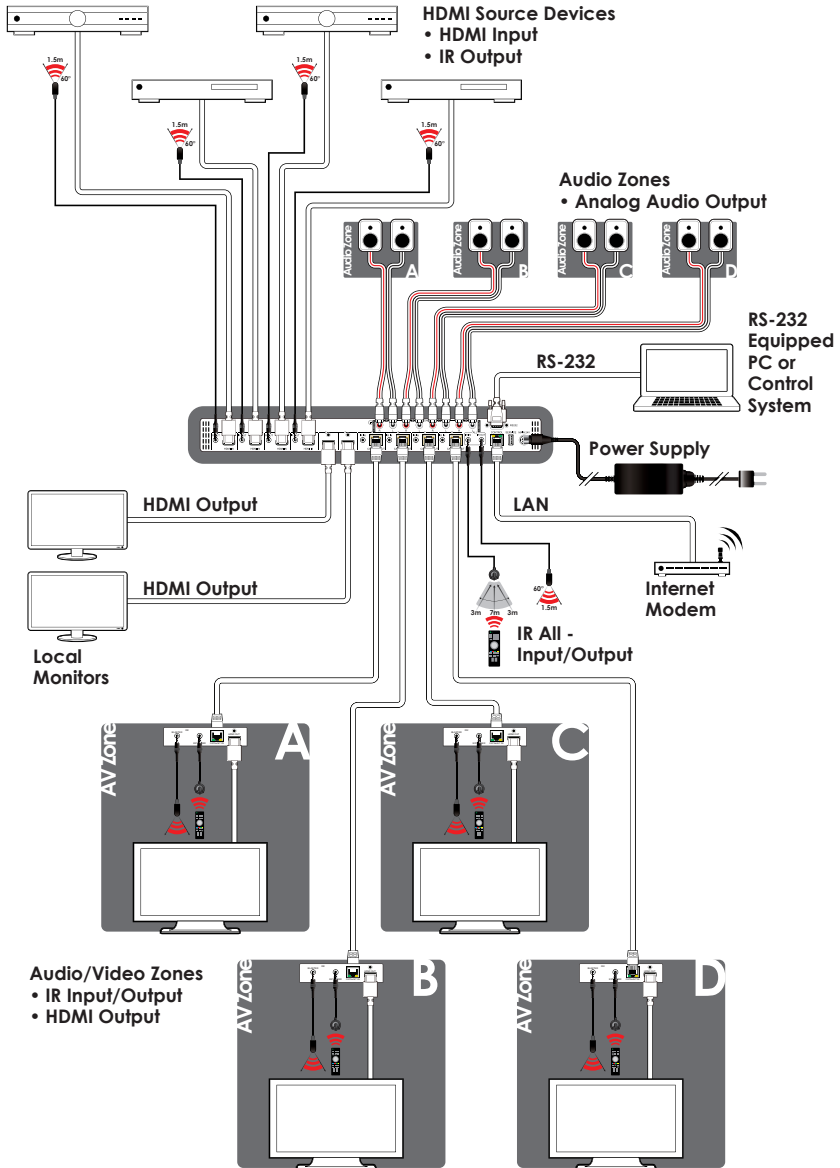 HDMI Source Devices
• HDMI Input
• IR Output
1.5m
60°
1.5m
60°
1.5m
60°
1.5m
60°
Audio Zones
• Analog Audio Output
Audio Zone
A
Audio Zone
B
Audio Zone
C
Audio Zone
D
RS-232
RS-232
Equipped
PC or
Control
System
Power Supply
HDMI Output
LAN
HDMI Output
Internet
Modem
60°
1.5m
3m 7m 3m
IR All -
Input/Output
Local
Monitors
AV Zone
A
AV Zone
C
Audio/Video Zones
• IR Input/Output
• HDMI Output
AV Zone
B
AV Zone
D